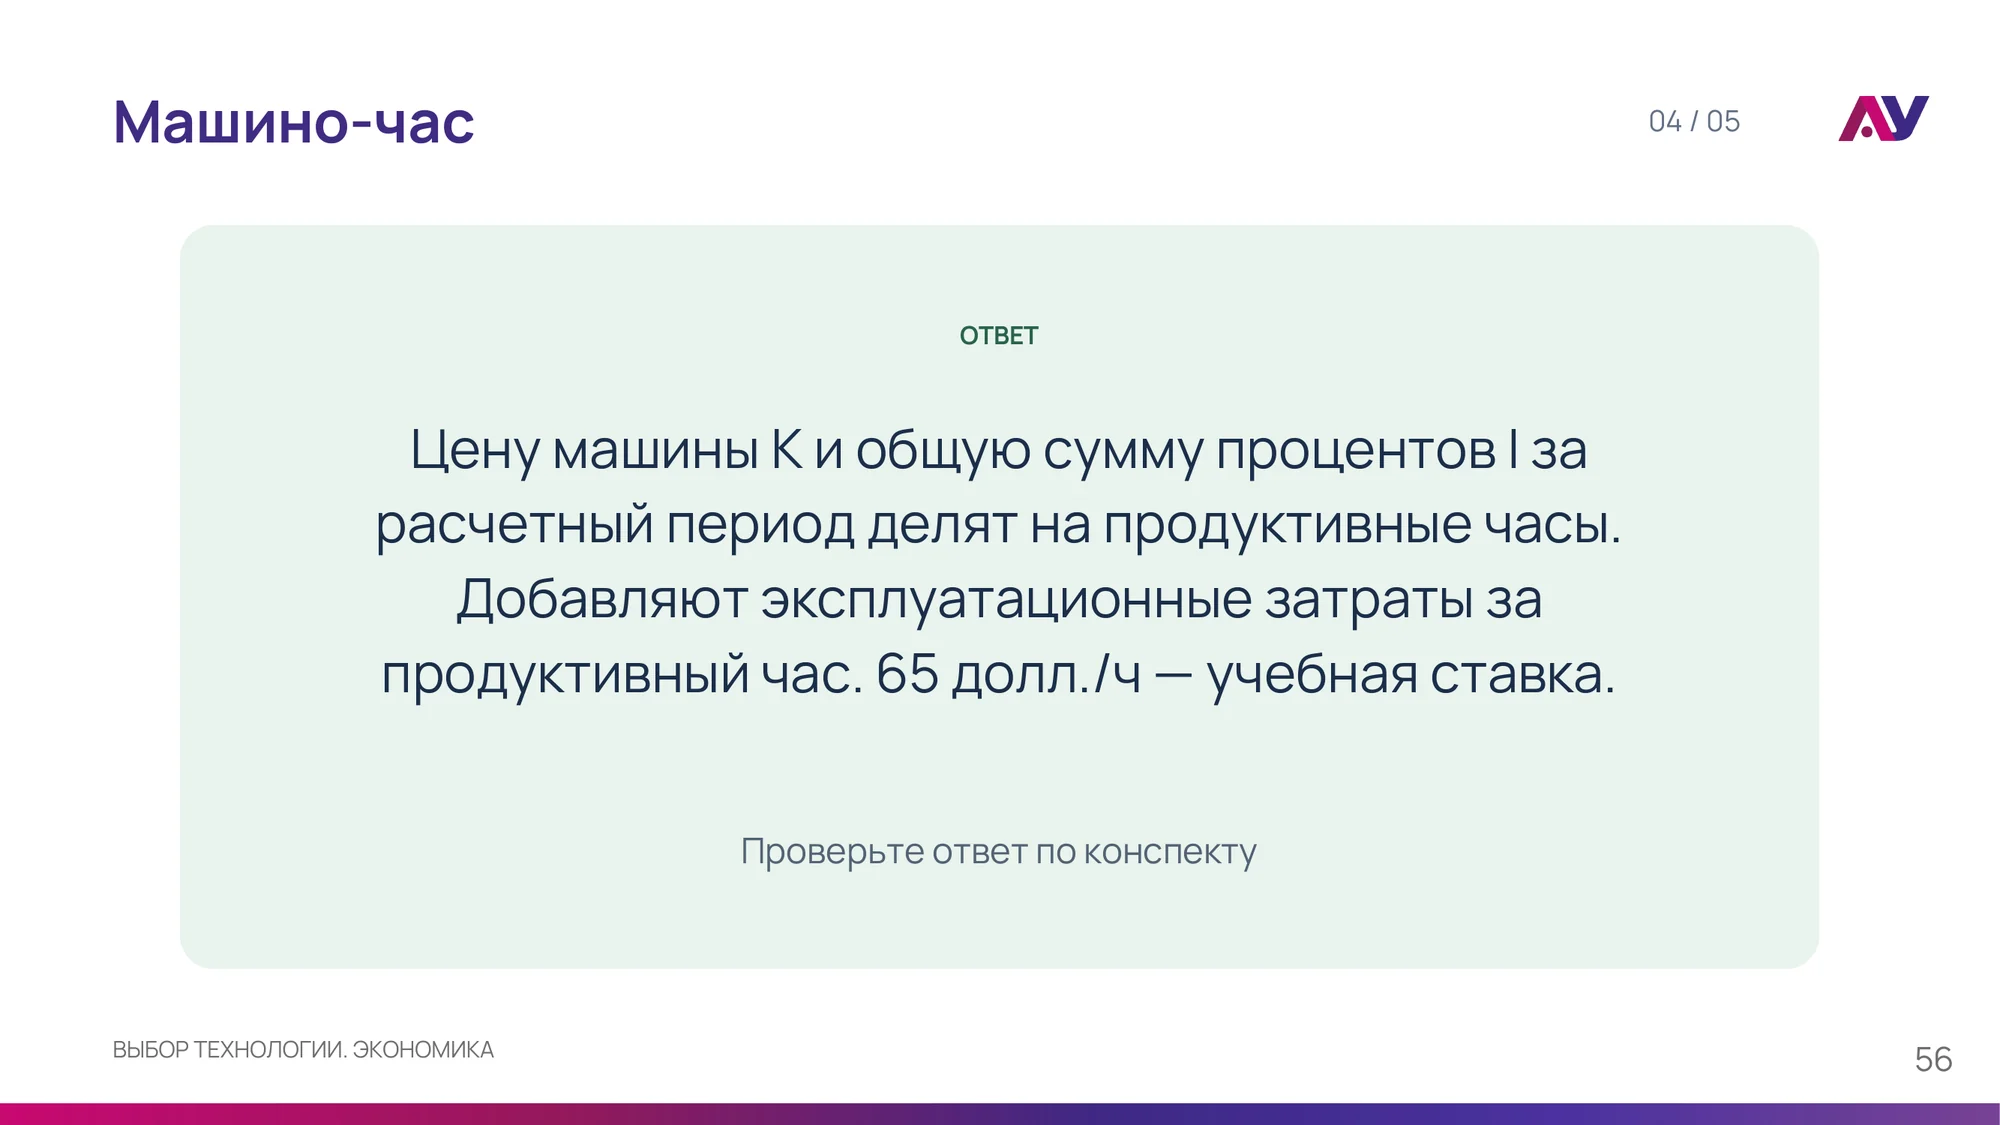 Машино-час
04 / 05
АУ
ОТВЕТ
Цену машины K и общую сумму процентов I за
расчетный период делят на продуктивные часы.
Добавляют эксплуатационные затраты за
продуктивный час. 65 долл./ч — учебная ставка.
Проверьте ответ по конспекту
ВЫБОР ТЕХНОЛОГИИ. ЭКОНОМИКА
56